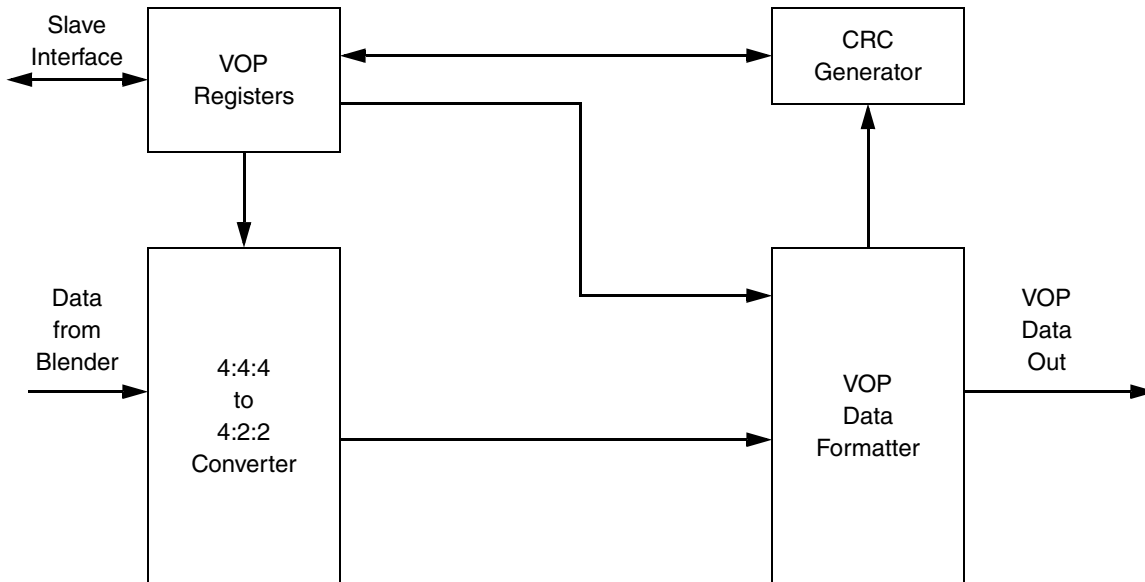 Slave
Interface
VOP
Registers
CRC
Generator
Data
from
Blender
4:4:4
to
4:2:2
Converter
VOP
Data
Formatter
VOP
Data
Out